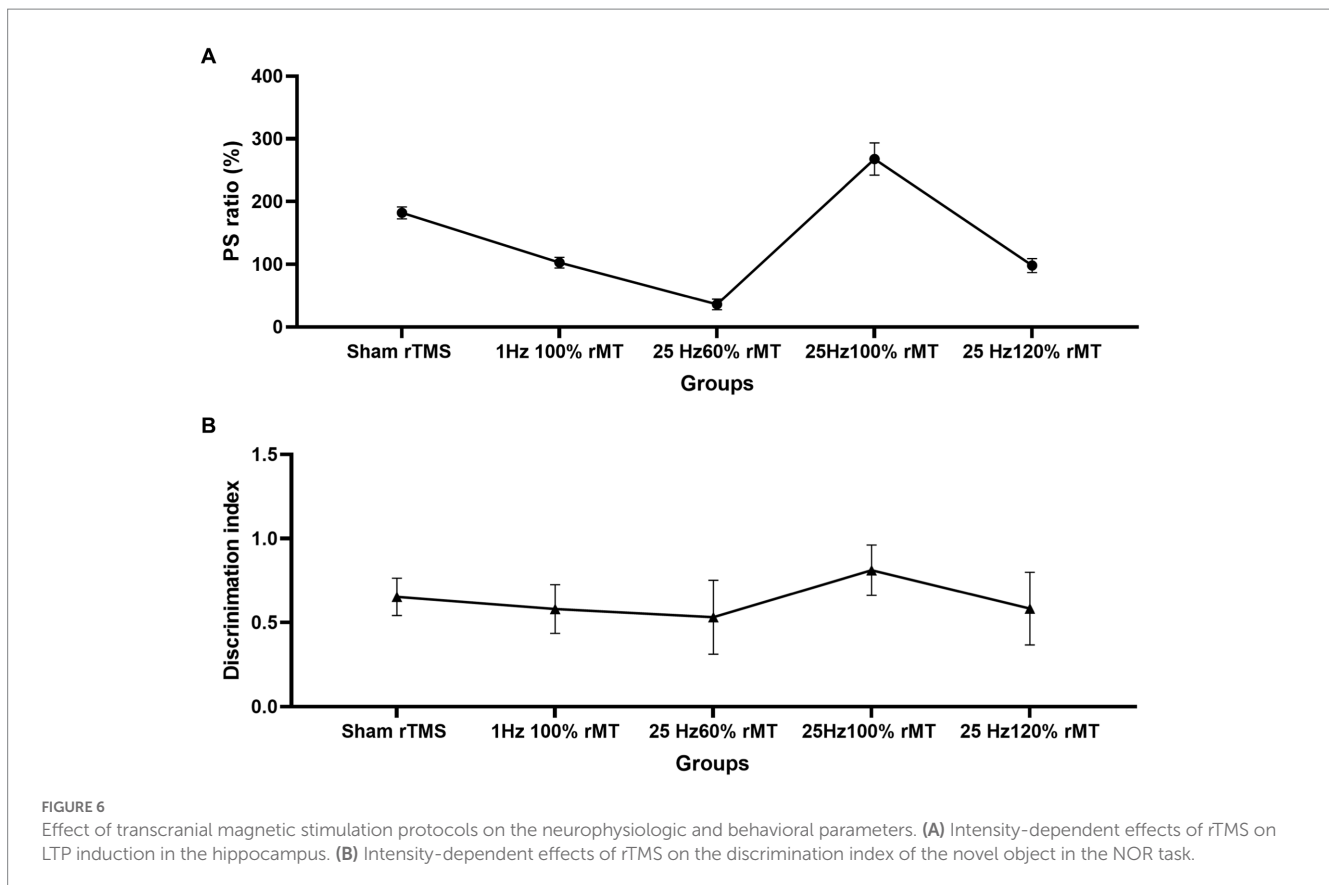 A
400
300
200
100
0
PS ratio (%)
Sham rTMS 1Hz 100% rMT 25 Hz60% rMT 25Hz100% rMT 25 Hz120% rMT
Groups
B
1.5
1.0
0.5
0.0
Discrinimation index
Sham rTMS 1Hz 100% rMT 25 Hz60% rMT 25Hz100% rMT 25 Hz120% rMT
Groups
FIGURE 6
Effect of transcranial magnetic stimulation protocols on the neurophysiologic and behavioral parameters. (A) Intensity-dependent effects of rTMS on
LTP induction in the hippocampus. (B) Intensity-dependent effects of rTMS on the discrimination index of the novel object in the NOR task.